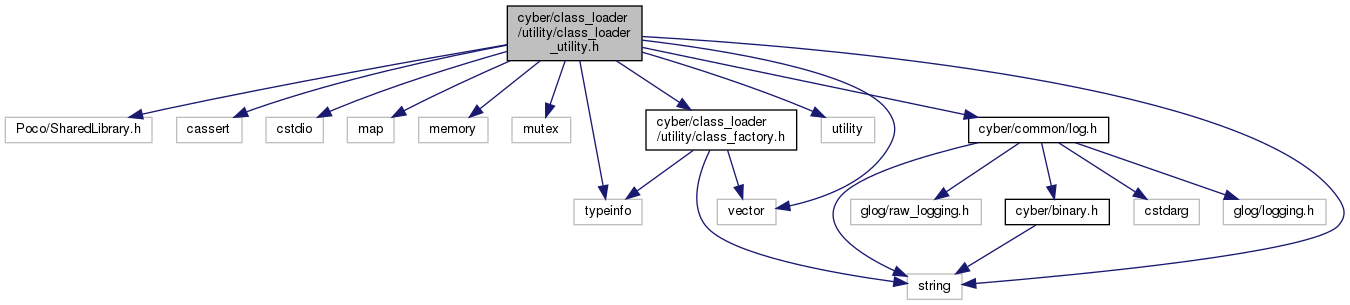 cyber/class_loader
/utility/class_loader
_utility.h
Poco/SharedLibrary.h
cassert
cstdio
map
memory
mutex
cyber/class_loader
/utility/class_factory.h
utility
cyber/common/log.h
typeinfo
vector
glog/raw_logging.h
cyber/binary.h
cstdarg
glog/logging.h
string